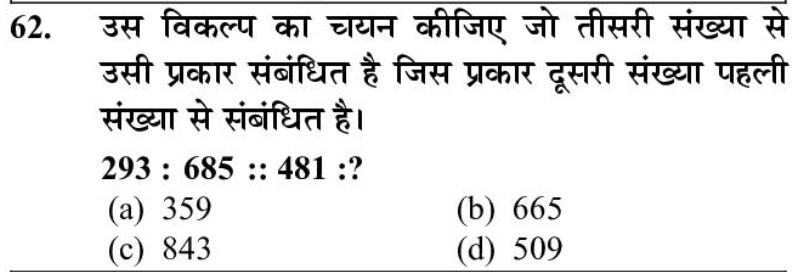 62. उस विकल्प का चयन कीजिए जो तीसरी संख्या से
उसी प्रकार संबंधित है जिस प्रकार दूसरी संख्या पहली
संख्या से संबंधित है।
293 : 685 :: 481 :?
(a) 359 (b) 665
(c) 843 (d) 509